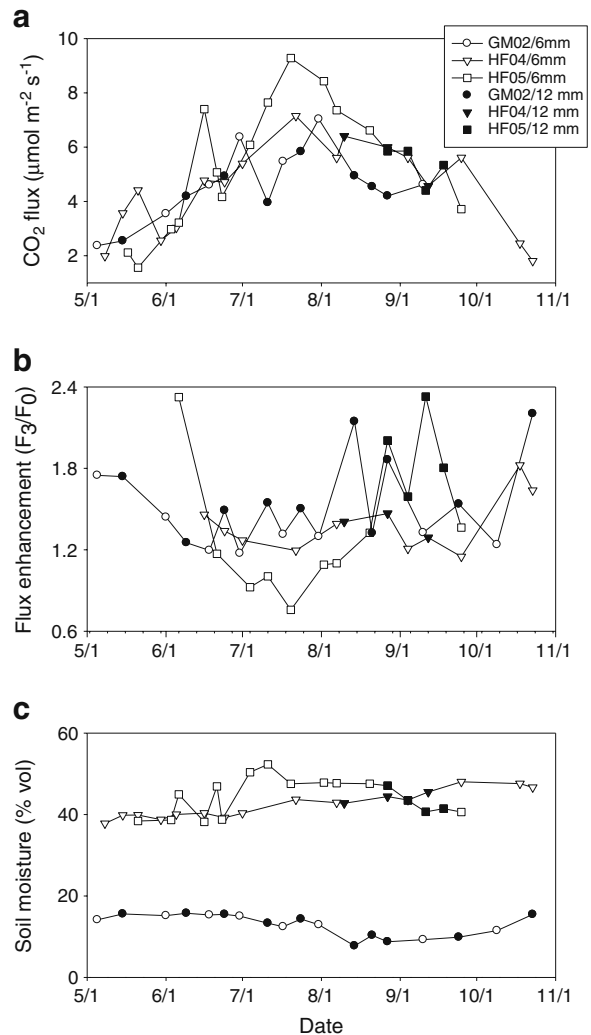 a
10
8
6
4
2
CO₂ flux (μmol m⁻² s⁻¹)
GM02/6mm
HF04/6mm
HF05/6mm
GM02/12 mm
HF04/12 mm
HF05/12 mm
5/1 6/1 7/1 8/1 9/1 10/1 11/1
b
2.4
1.8
1.2
0.6
Flux enhancement (F₃/F₀)
5/1 6/1 7/1 8/1 9/1 10/1 11/1
c
60
40
20
0
Soil moisture (% vol)
5/1 6/1 7/1 8/1 9/1 10/1 11/1
Date